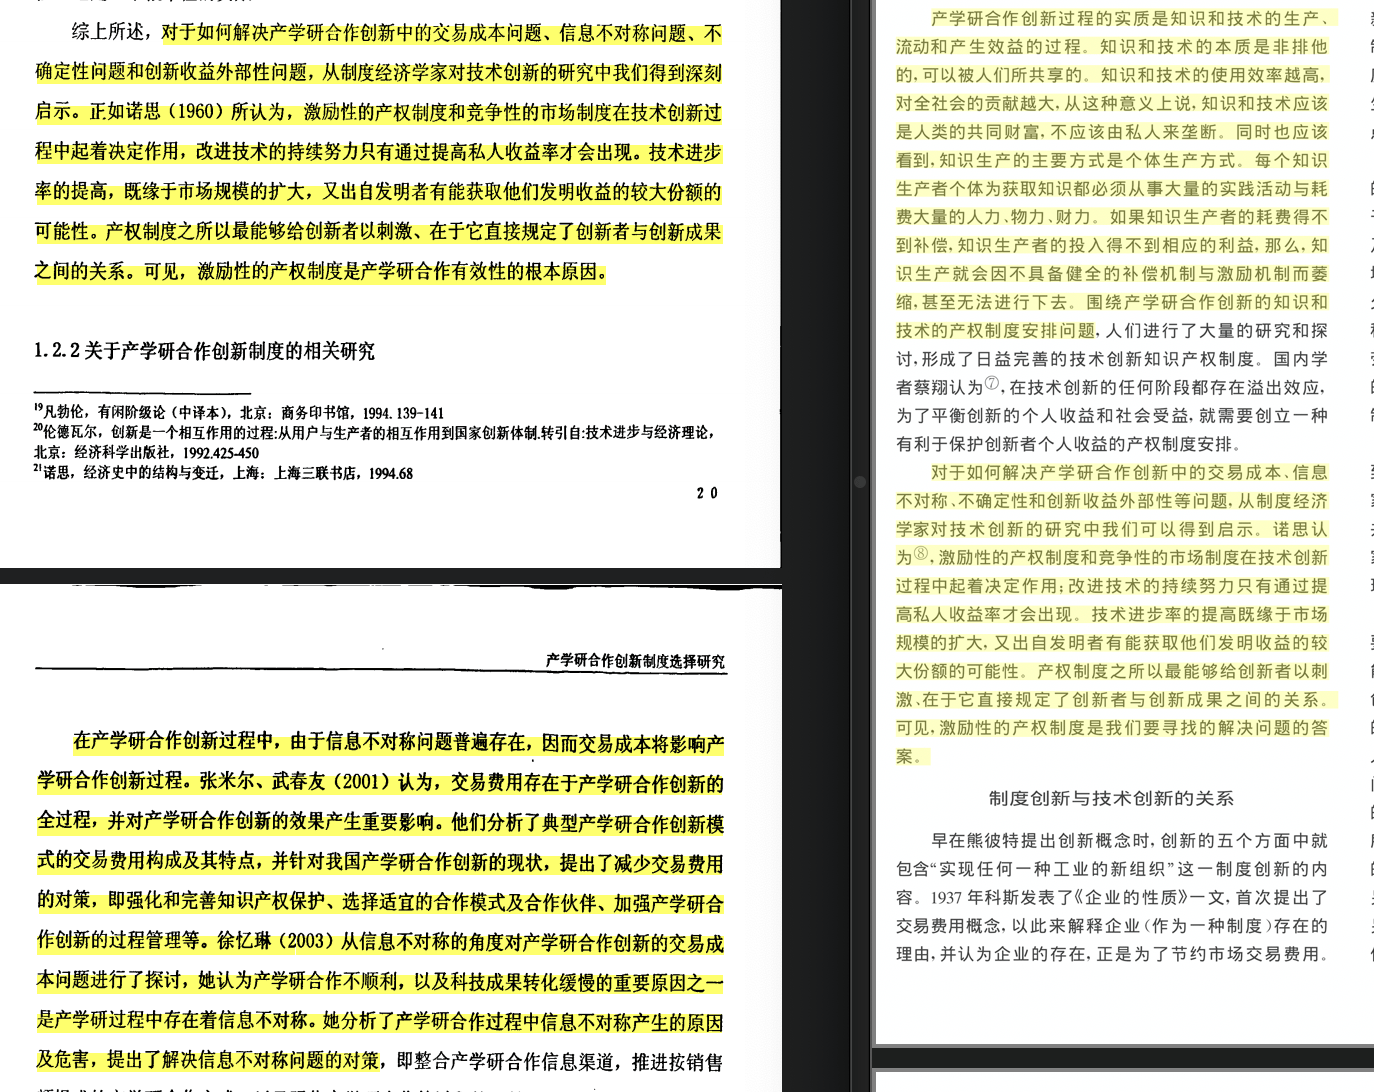 综上所述，对于如何解决产学研合作创新中的交易成本问题、信息不对称问题、不
确定性问题和创新收益外部性问题，从制度经济学家对技术创新的研究中我们得到深刻
启示。正如诺思（1960）所认为，激励性的产权制度和竞争性的市场制度在技术创新过
程中起着决定作用，改进技术的持续努力只有通过提高私人收益率才会出现。技术进步
率的提高，既缘于市场规模的扩大，又出自发明者有能获取他们发明收益的较大份额的
可能性。产权制度之所以最能够给创新者以刺激、在于它直接规定了创新者与创新成果
之间的关系。可见，激励性的产权制度是产学研合作有效性的根本原因。
1.2.2 关于产学研合作创新制度的相关研究
19凡勃伦，有闲阶级论（中译本），北京：商务印书馆，1994. 139-141
20伦德瓦尔，创新是一个相互作用的过程:从用户与生产者的相互作用到国家创新体制.转引自:技术进步与经济理论，
北京：经济科学出版社，1992.425-450
21诺思，经济史中的结构与变迁，上海：上海三联书店，1994.68
20
产学研合作创新制度选择研究
在产学研合作创新过程中，由于信息不对称问题普遍存在，因而交易成本将影响产
学研合作创新过程。张米尔、武春友（2001）认为，交易费用存在于产学研合作创新的
全过程，并对产学研合作创新的效果产生重要影响。他们分析了典型产学研合作创新模
式的交易费用构成及其特点，并针对我国产学研合作创新的现状，提出了减少交易费用
的对策，即强化和完善知识产权保护、选择适宜的合作模式及合作伙伴、加强产学研合
作创新的过程管理等。徐忆琳（2003）从信息不对称的角度对产学研合作创新的交易成
本问题进行了探讨，她认为产学研合作不顺利，以及科技成果转化缓慢的重要原因之一
是产学研过程中存在着信息不对称。她分析了产学研合作过程中信息不对称产生的原因
及危害，提出了解决信息不对称问题的对策，即整合产学研合作信息渠道，推进按销售
产学研合作创新过程的实质是知识和技术的生产、
流动和产生效益的过程。知识和技术的本质是非排他
的，可以被人们所共享的。知识和技术的使用效率越高，
对全社会的贡献越大，从这种意义上说，知识和技术应该
是人类的共同财富，不应该由私人来垄断。同时也应该
看到，知识生产的主要方式是个体生产方式。每个知识
生产者个体为获取知识都必须从事大量的实践活动与耗
费大量的人力、物力、财力。如果知识生产者的耗费得不
到补偿，知识生产者的投入得不到相应的利益，那么，知
识生产就会因不具备健全的补偿机制与激励机制而萎
缩，甚至无法进行下去。围绕产学研合作创新的知识和
技术的产权制度安排问题，人们进行了大量的研究和探
讨，形成了日益完善的技术创新知识产权制度。国内学
者蔡翔认为⑦，在技术创新的任何阶段都存在溢出效应，
为了平衡创新的个人收益和社会受益，就需要创立一种
有利于保护创新者个人收益的产权制度安排。
对于如何解决产学研合作创新中的交易成本、信息
不对称、不确定性和创新收益外部性等问题，从制度经济
学家对技术创新的研究中我们可以得到启示。诺思认
为⑧，激励性的产权制度和竞争性的市场制度在技术创新
过程中起着决定作用；改进技术的持续努力只有通过提
高私人收益率才会出现。技术进步率的提高既缘于市场
规模的扩大，又出自发明者有能获取他们发明收益的较
大份额的可能性。产权制度之所以最能够给创新者以刺
激、在于它直接规定了创新者与创新成果之间的关系。
可见，激励性的产权制度是我们要寻找的解决问题的答
案。
制度创新与技术创新的关系
早在熊彼特提出创新概念时，创新的五个方面中就
包含“实现任何一种工业的新组织”这一制度创新的内
容。1937 年科斯发表了《企业的性质》一文，首次提出了
交易费用概念，以此来解释企业（作为一种制度）存在的
理由，并认为企业的存在，正是为了节约市场交易费用。